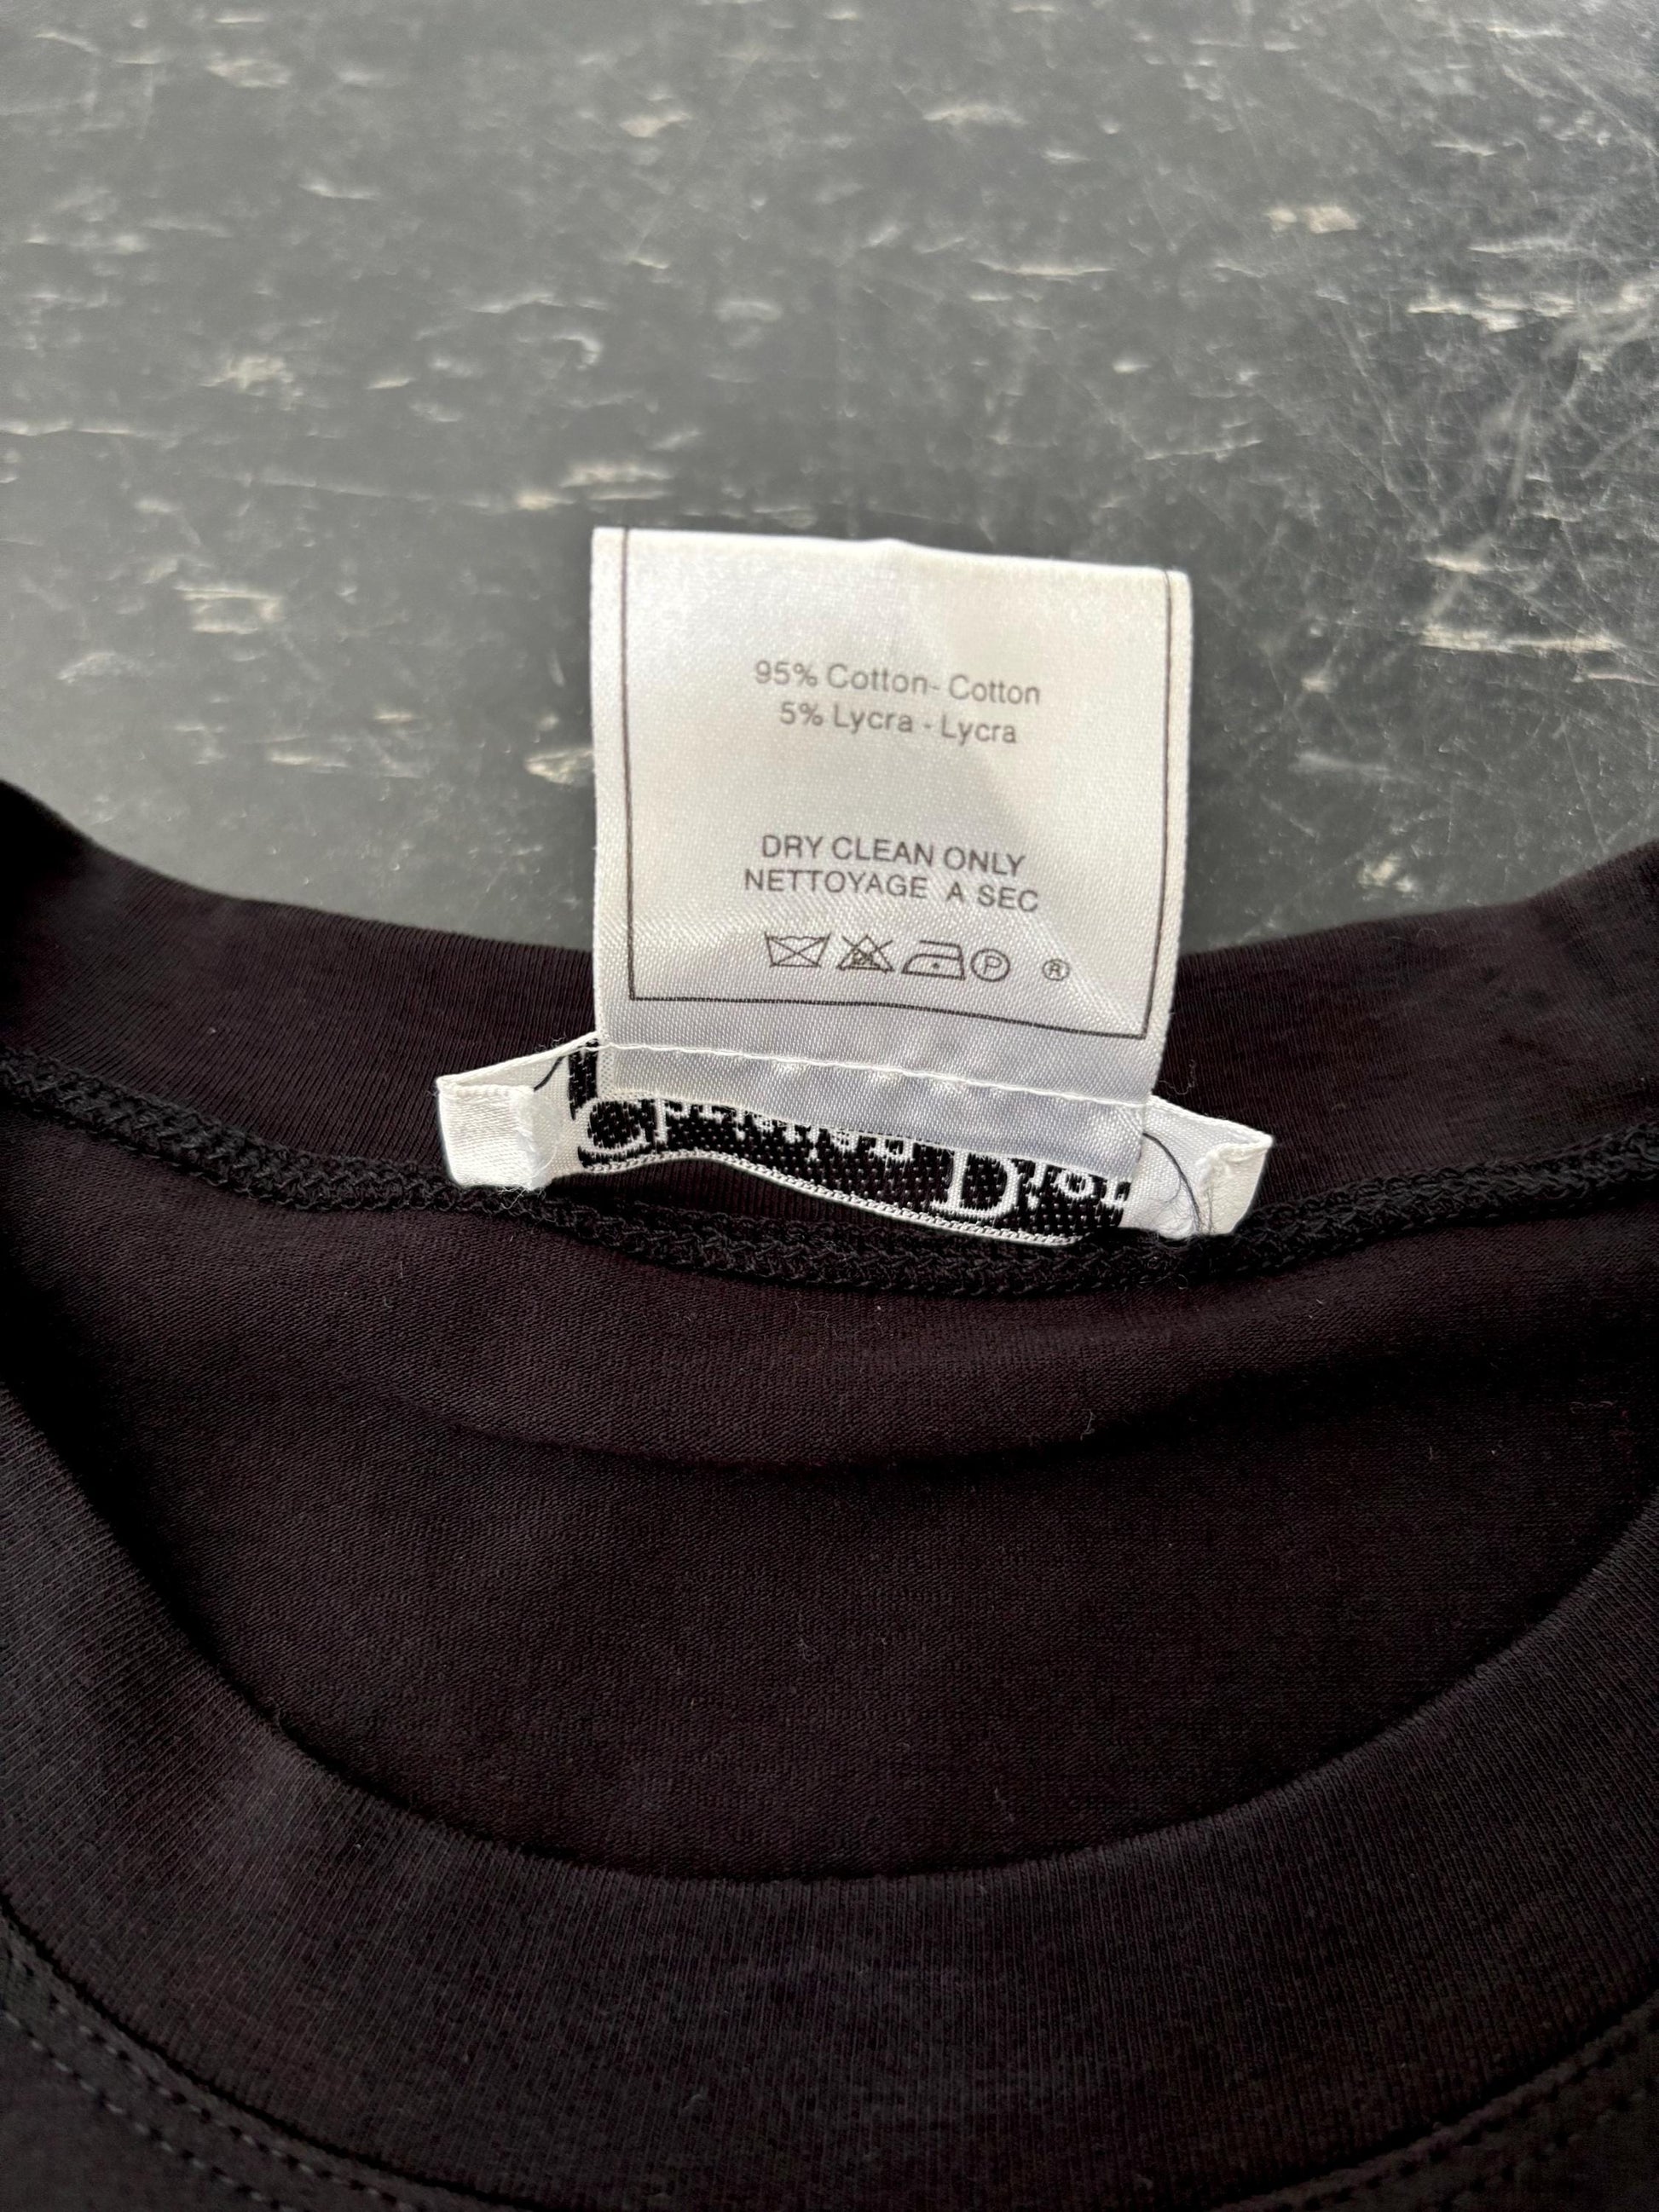 95% Cotton- Cotton
5% Lycra - Lycra
DRY CLEAN ONLY
NETTOYAGE A SEC
P ®